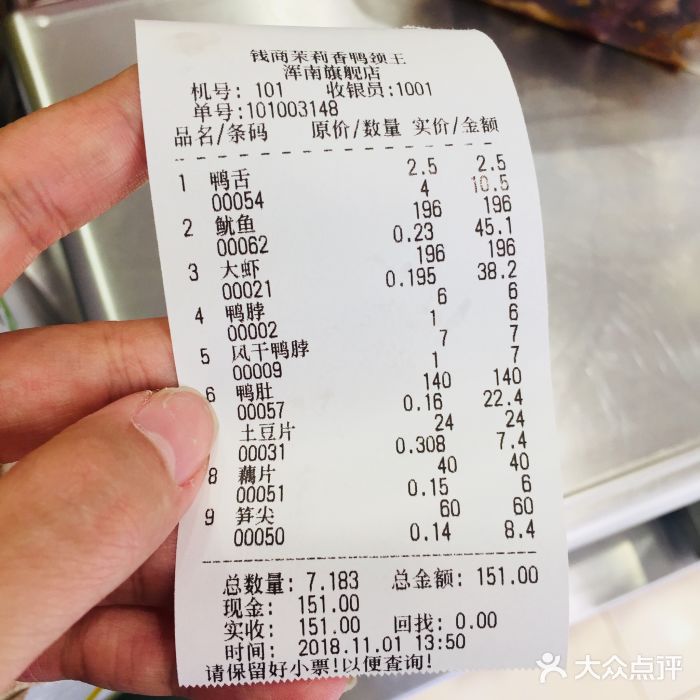 钱商茉莉香鸭颈王
浑南旗舰店
机号: 101 收银员:1001
单号:101003148
品名/条码 原价/数量 实价/金额
1 鸭舌 2.5 2.5
00054 4 10.5
2 鱿鱼 196 196
00062 0.23 45.1
3 大虾 196 196
00021 0.195 38.2
4 鸭脖 6 6
00002 1 6
5 风干鸭脖 7 7
00009 1 7
6 鸭肚 140 140
00057 0.16 22.4
土豆片 24 24
00031 0.308 7.4
8 藕片 40 40
00051 0.15 6
9 笋尖 60 60
00050 0.14 8.4
总数量: 7.183 总金额: 151.00
现金: 151.00
实收: 151.00 回找: 0.00
时间: 2018.11.01 13:50
请保留好小票!以便查询!
大众点评